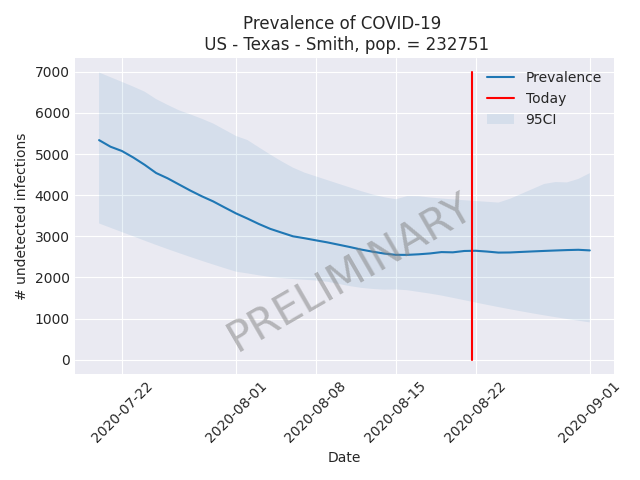 Prevalence of COVID-19
US - Texas - Smith, pop. = 232751
7000
6000
5000
4000
3000
2000
1000
0
# undetected infections
Prevalence
Today
95CI
PRELIMINARY
2020-07-22
2020-08-01
2020-08-08
2020-08-15
2020-08-22
2020-09-01
Date